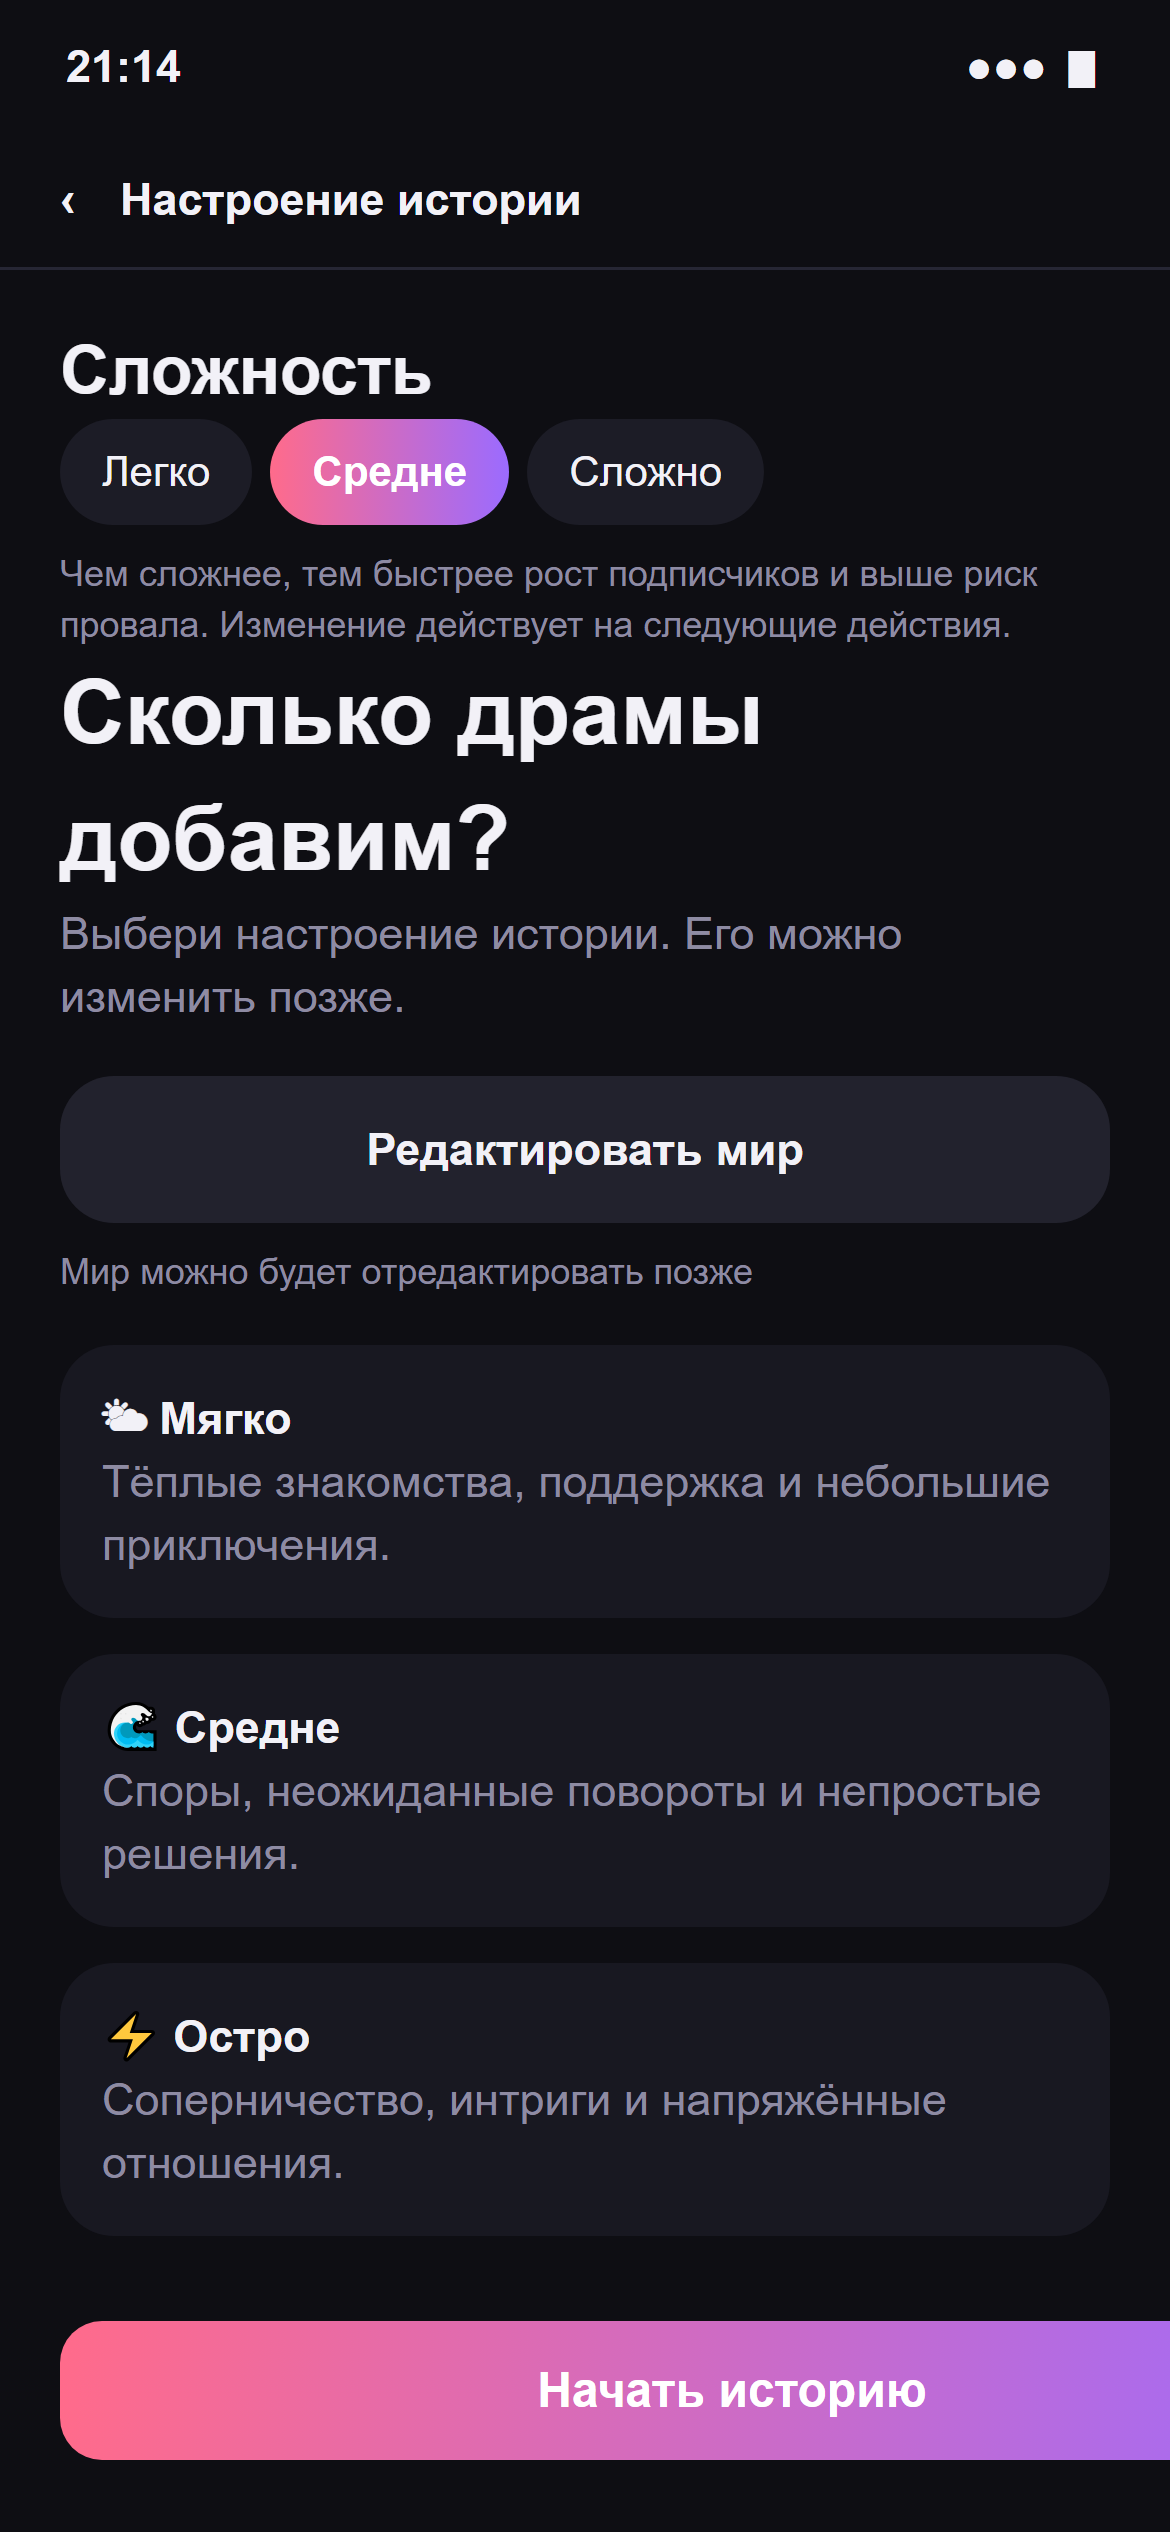 21:14
‹ Настроение истории
Сложность
Легко Средне Сложно
Чем сложнее, тем быстрее рост подписчиков и выше риск
провала. Изменение действует на следующие действия.
Сколько драмы
добавим?
Выбери настроение истории. Его можно
изменить позже.
Редактировать мир
Мир можно будет отредактировать позже
🌥 Мягко
Тёплые знакомства, поддержка и небольшие
приключения.
🌊 Средне
Споры, неожиданные повороты и непростые
решения.
⚡ Остро
Соперничество, интриги и напряжённые
отношения.
Начать историю